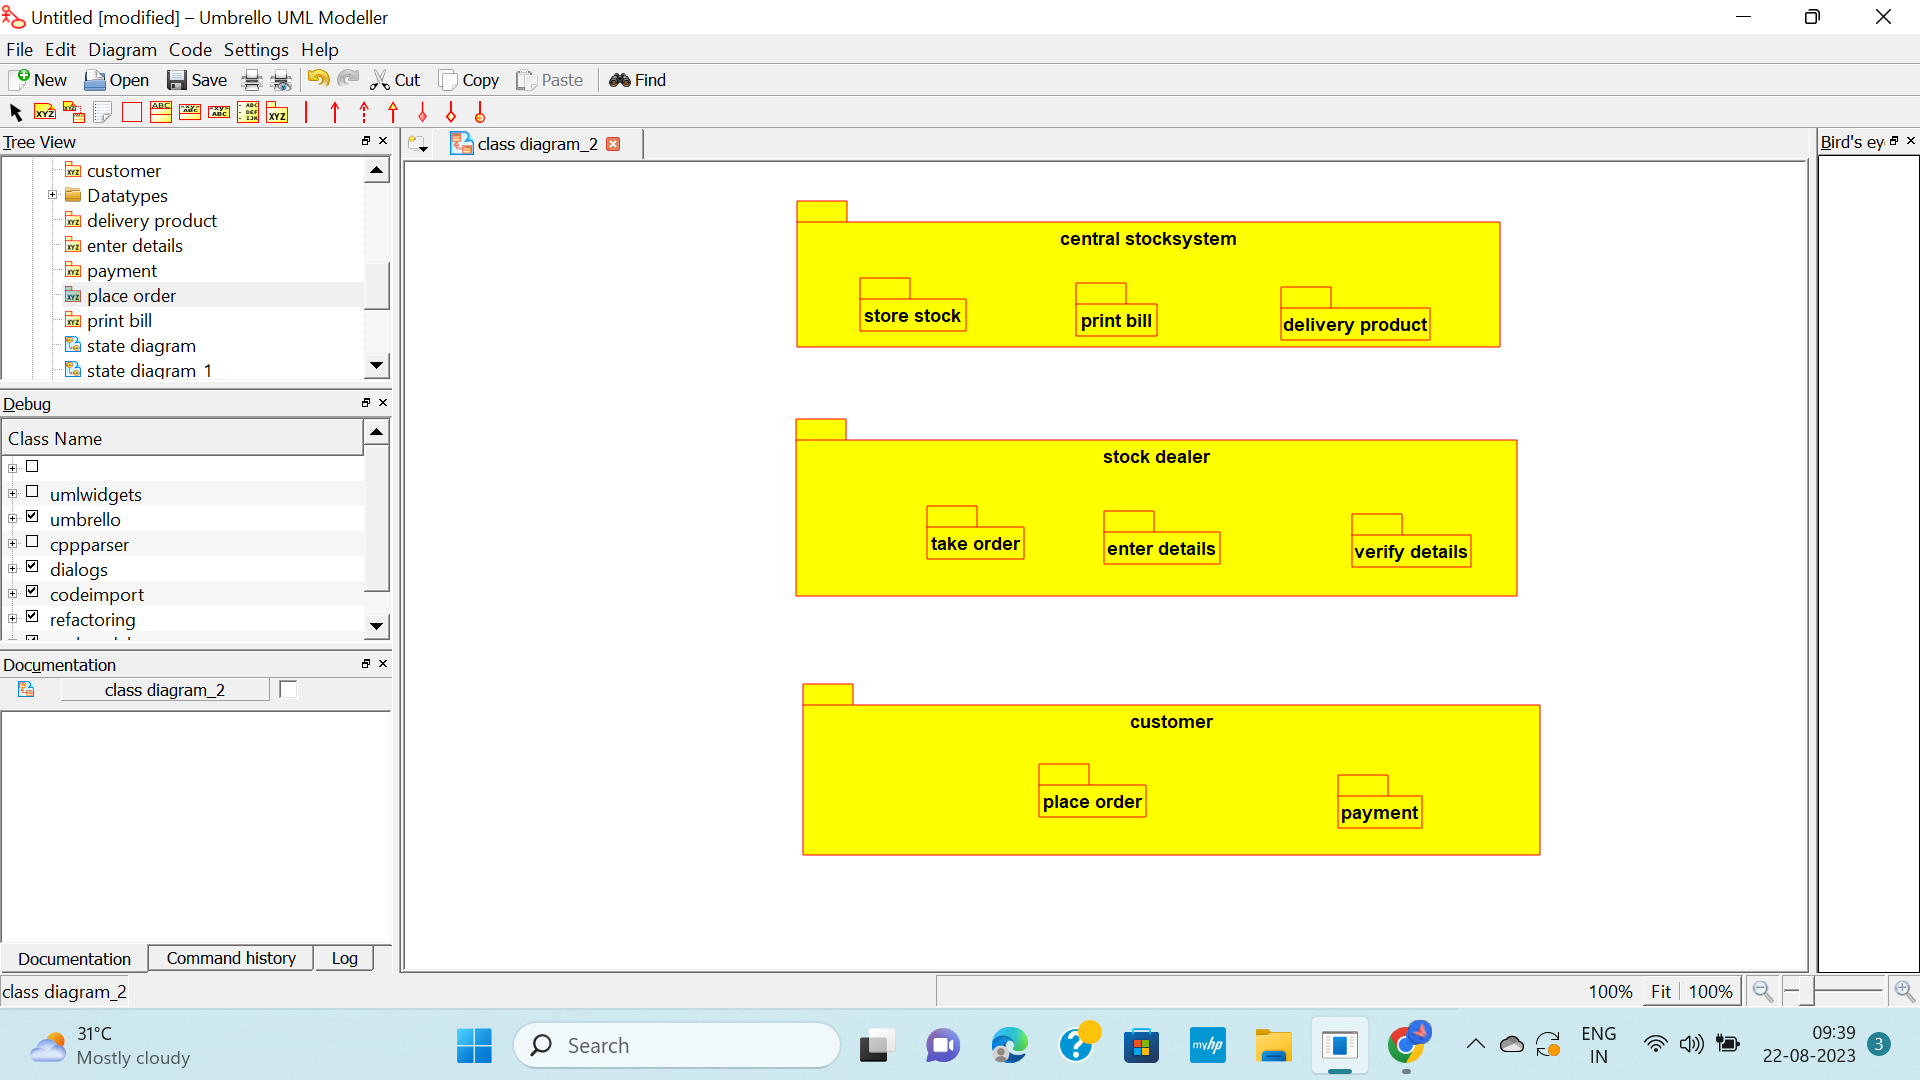 Untitled [modified] – Umbrello UML Modeller
File Edit Diagram Code Settings Help
New Open Save Cut Copy Paste Find
Tree View
customer
Datatypes
delivery product
enter details
payment
place order
print bill
state diagram
state diagram 1
Debug
Class Name
umlwidgets
umbrello
cppparser
dialogs
codeimport
refactoring
Documentation
class diagram_2
Documentation Command history Log
class diagram_2
class diagram_2
central stocksystem
store stock
print bill
delivery product
stock dealer
take order
enter details
verify details
customer
place order
payment
Bird's ey
100% Fit 100%
31°C
Mostly cloudy
Search
myhp
ENG
IN
09:39
22-08-2023
3